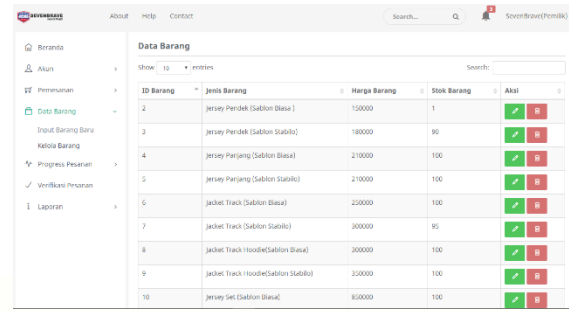 SEVENBRAVE
About Help Contact
Search...
SevenBrave(Pemilik)
Beranda
Akun
Pemesanan
Data Barang
Input Barang Baru
Kelola Barang
Progress Pesanan
Verifikasi Pesanan
Laporan
Data Barang
Show 10 entries
Search:
ID Barang Jenis Barang Harga Barang Stok Barang Aksi
2 Jersey Pendek (Sablon Biasa ) 150000 1
3 Jersey Pendek (Sablon Stabilo) 180000 90
4 Jersey Panjang (Sablon Biasa) 210000 100
5 Jersey Panjang (Sablon Stabilo) 210000 100
6 Jacket Track (Sablon Biasa) 250000 100
7 Jacket Track (Sablon Stabilo) 300000 95
8 Jacket Track Hoodie(Sablon Biasa) 300000 100
9 Jacket Track Hoodie(Sablon Stabilo) 350000 100
10 Jersey Set (Sablon Biasa) 850000 100